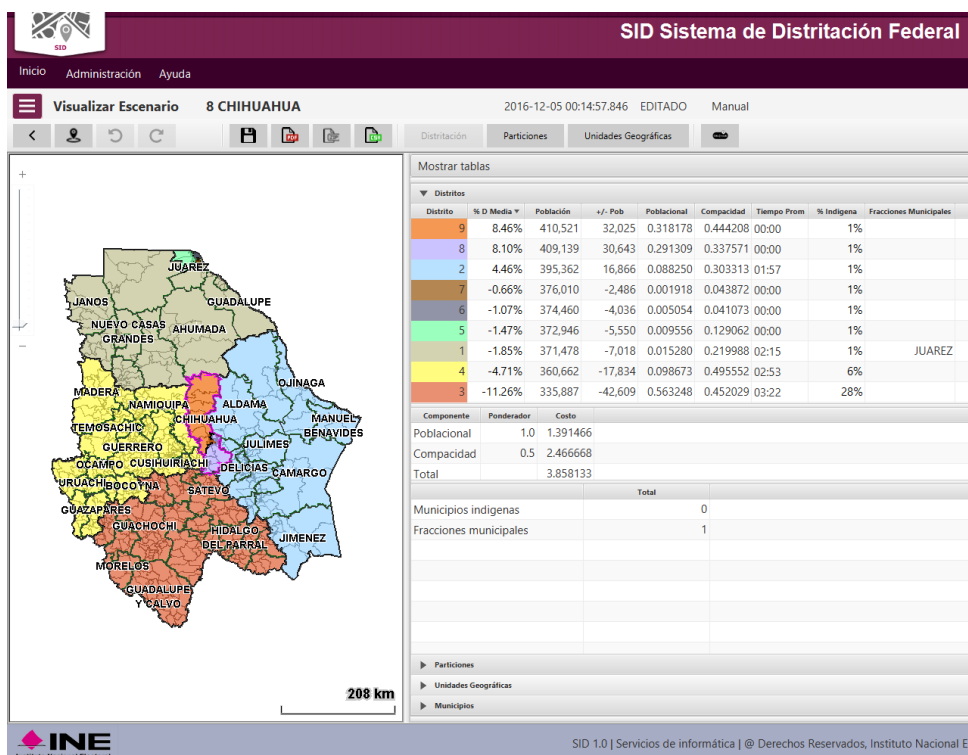 SID
SID Sistema de Distritación Federal
Inicio Administración Ayuda
Visualizar Escenario 8 CHIHUAHUA 2016-12-05 00:14:57.846 EDITADO Manual
Distritación Particiones Unidades Geográficas
Mostrar tablas
Distritos
Distrito % D Media ▼ Población +/- Pob Poblacional Compacidad Tiempo Prom % Indigena Fracciones Municipales
9 8.46% 410,521 32,025 0.318178 0.444208 00:00 1%
8 8.10% 409,139 30,643 0.291309 0.337571 00:00 1%
2 4.46% 395,362 16,866 0.088250 0.303313 01:57 1%
7 -0.66% 376,010 -2,486 0.001918 0.043872 00:00 1%
6 -1.07% 374,460 -4,036 0.005054 0.041073 00:00 1%
5 -1.47% 372,946 -5,550 0.009556 0.129062 00:00 1%
1 -1.85% 371,478 -7,018 0.015280 0.219988 02:15 1% JUAREZ
4 -4.71% 360,662 -17,834 0.098673 0.495552 02:53 6%
3 -11.26% 335,887 -42,609 0.563248 0.452029 03:22 28%
Componente Ponderador Costo
Poblacional 1.0 1.391466
Compacidad 0.5 2.466668
Total 3.858133
Total
Municipios indigenas 0
Fracciones municipales 1
Particiones
Unidades Geográficas
Municipios
JUAREZ
JANOS
GUADALUPE
NUEVO CASAS
GRANDES
AHUMADA
OJINAGA
MADERA
NAMIQUIPA
ALDAMA
CHIHUAHUA
MANUEL
BENAVIDES
TEMOSACHIC
JULIMES
GUERRERO
OCAMPO
CUSIHUIRIACHI
DELICIAS
CAMARGO
URUACHI
BOCOYNA
SATEVO
GUAZAPARES
GUACHOCHI
HIDALGO
DEL PARRAL
JIMENEZ
MORELOS
GUADALUPE
Y CALVO
208 km
INE
SID 1.0 | Servicios de informática | @ Derechos Reservados, Instituto Nacional E